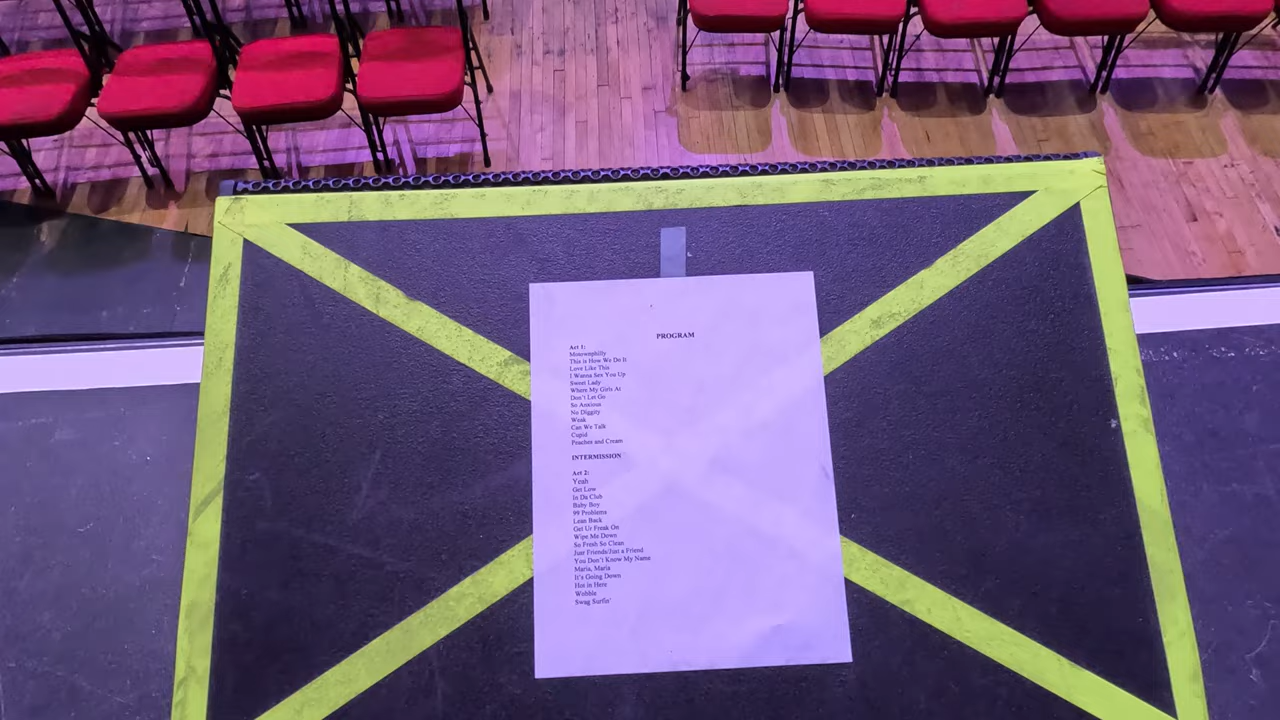 PROGRAM
Act 1:
Motownphilly
This is How We Do It
Love Like This
I Wanna Sex You Up
Sweet Lady
Where My Girls At
Don't Let Go
So Anxious
No Diggity
Weak
Can We Talk
Cupid
Peaches and Cream
INTERMISSION
Act 2:
Yeah
Get Low
In Da Club
Baby Boy
99 Problems
Lean Back
Get Ur Freak On
Wipe Me Down
So Fresh So Clean
Just Friends/Just a Friend
You Don't Know My Name
Maria, Maria
It's Going Down
Hot in Here
Wobble
Swag Surfin'